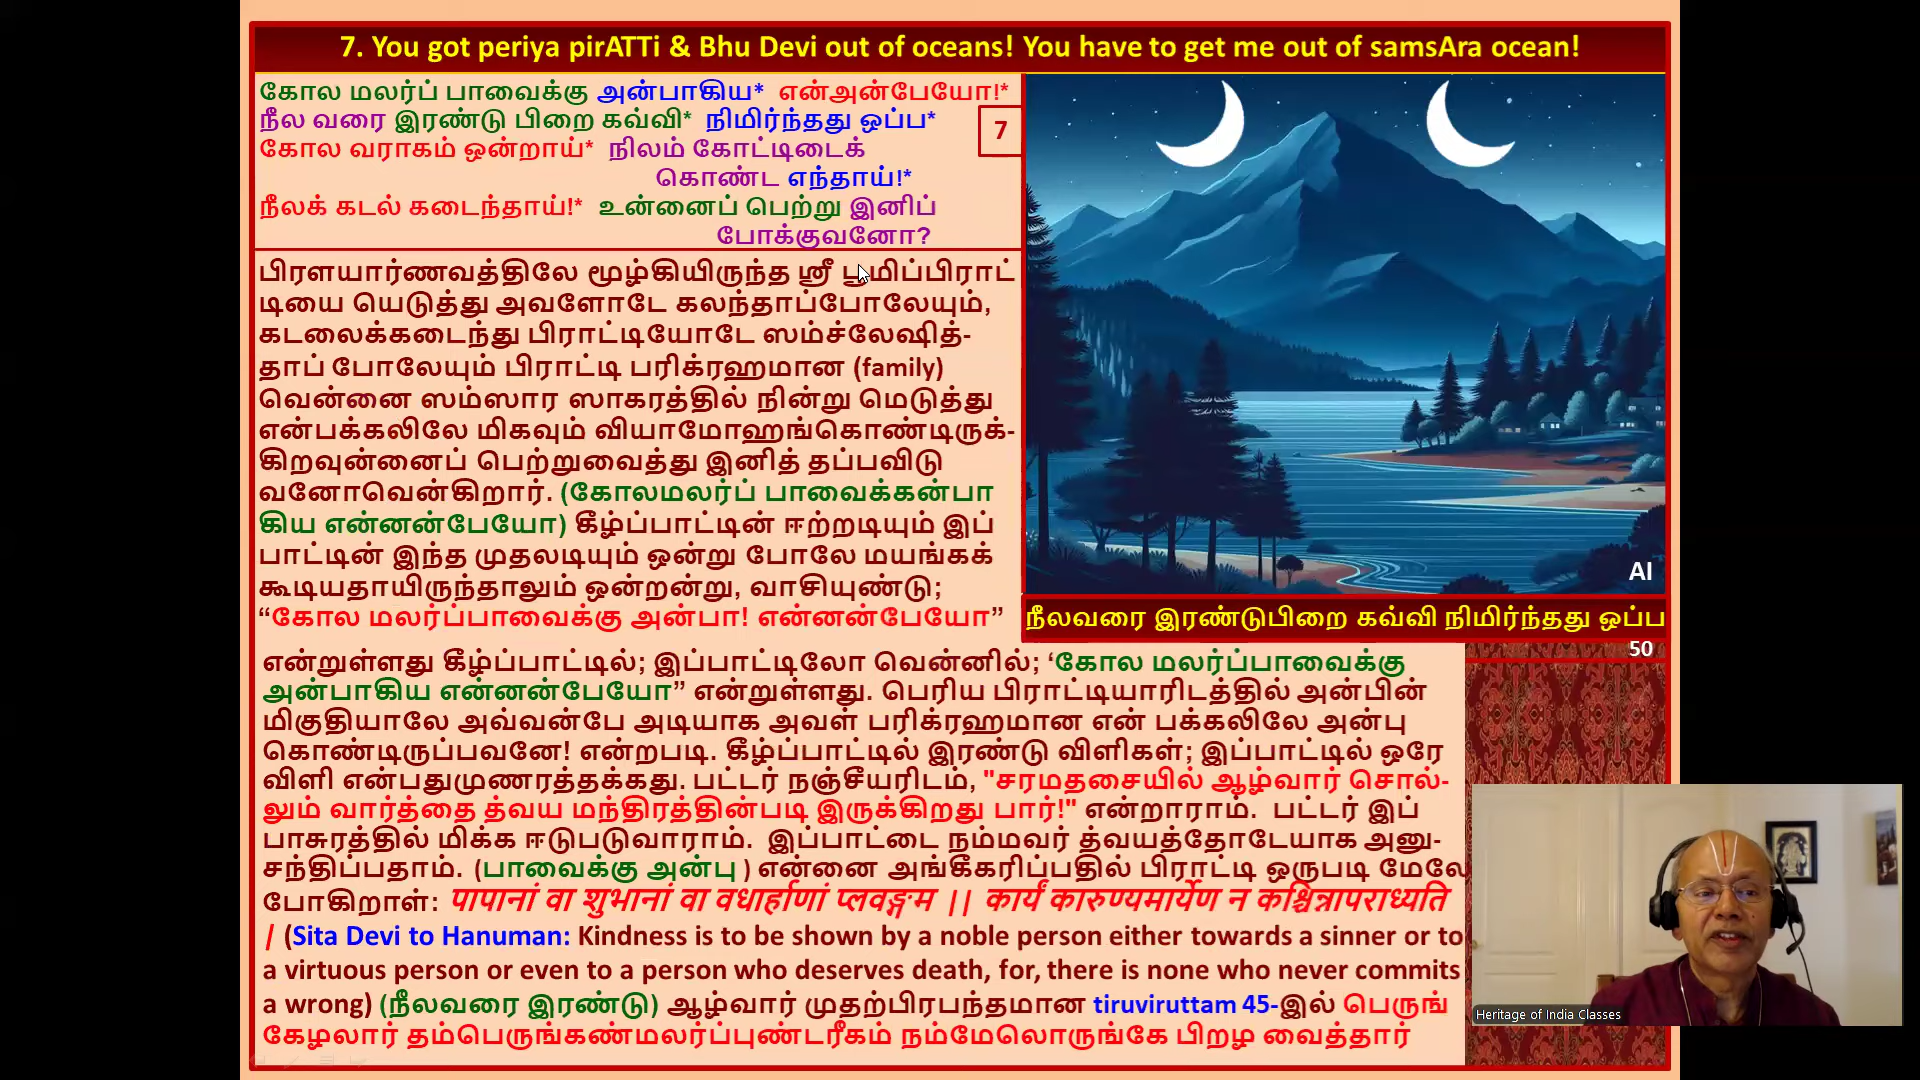 7. You got periya pirATTi & Bhu Devi out of oceans! You have to get me out of samsAra ocean!
கோல மலர்ப் பாவைக்கு அன்பாகிய* என்அன்பேயோ!*
நீல வரை இரண்டு பிறை கவ்வி* நிமிர்ந்தது ஒப்ப*
கோல வராகம் ஒன்றாய்* நிலம் கோட்டிடைக்
கொண்ட எந்தாய்!*
நீலக் கடல் கடைந்தாய்!* உன்னைப் பெற்று இனிப்
போக்குவனோ?
7
பிரளயார்ணவத்திலே மூழ்கியிருந்த ஸ்ரீ பூமிப்பிராட்
டியை யெடுத்து அவளோடே கலந்தாப்போலேயும்,
கடலைக்கடைந்து பிராட்டியோடே ஸம்ச்லேஷித்-
தாப் போலேயும் பிராட்டி பரிக்ரஹமான (family)
வென்னை ஸம்ஸார ஸாகரத்தில் நின்று மெடுத்து
என்பக்கலிலே மிகவும் வியாமோஹங்கொண்டிருக்-
கிறவுன்னைப் பெற்றுவைத்து இனித் தப்பவிடு
வனோவென்கிறார். (கோலமலர்ப் பாவைக்கன்பா
கிய என்னன்பேயோ) கீழ்ப்பாட்டின் ஈற்றடியும் இப்
பாட்டின் இந்த முதலடியும் ஒன்று போலே மயங்கக்
கூடியதாயிருந்தாலும் ஒன்றன்று, வாசியுண்டு;
“கோல மலர்ப்பாவைக்கு அன்பா! என்னன்பேயோ”
AI
நீலவரை இரண்டுபிறை கவ்வி நிமிர்ந்தது ஒப்ப
50
என்றுள்ளது கீழ்ப்பாட்டில்; இப்பாட்டிலோ வென்னில்; ‘கோல மலர்ப்பாவைக்கு
அன்பாகிய என்னன்பேயோ” என்றுள்ளது. பெரிய பிராட்டியாரிடத்தில் அன்பின்
மிகுதியாலே அவ்வன்பே அடியாக அவள் பரிக்ரஹமான என் பக்கலிலே அன்பு
கொண்டிருப்பவனே! என்றபடி. கீழ்ப்பாட்டில் இரண்டு விளிகள்; இப்பாட்டில் ஒரே
விளி என்பதுமுணரத்தக்கது. பட்டர் நஞ்சீயரிடம், "சரமதசையில் ஆழ்வார் சொல்-
லும் வார்த்தை த்வய மந்திரத்தின்படி இருக்கிறது பார்!" என்றாராம். பட்டர் இப்
பாசுரத்தில் மிக்க ஈடுபடுவாராம். இப்பாட்டை நம்மவர் த்வயத்தோடேயாக அனு-
சந்திப்பதாம். (பாவைக்கு அன்பு ) என்னை அங்கீகரிப்பதில் பிராட்டி ஒருபடி மேலே
போகிறாள்: पापानां वा शुभानां वा वधार्हाणां प्लवङ्गम || कार्यं कारुण्यमार्येण न कश्चिन्नापराध्यति
| (Sita Devi to Hanuman: Kindness is to be shown by a noble person either towards a sinner or to
a virtuous person or even to a person who deserves death, for, there is none who never commits
a wrong) (நீலவரை இரண்டு) ஆழ்வார் முதற்பிரபந்தமான tiruviruttam 45-இல் பெருங்
கேழலார் தம்பெருங்கண்மலர்ப்புண்டரீகம் நம்மேலொருங்கே பிறழ வைத்தார்
Heritage of India Classes